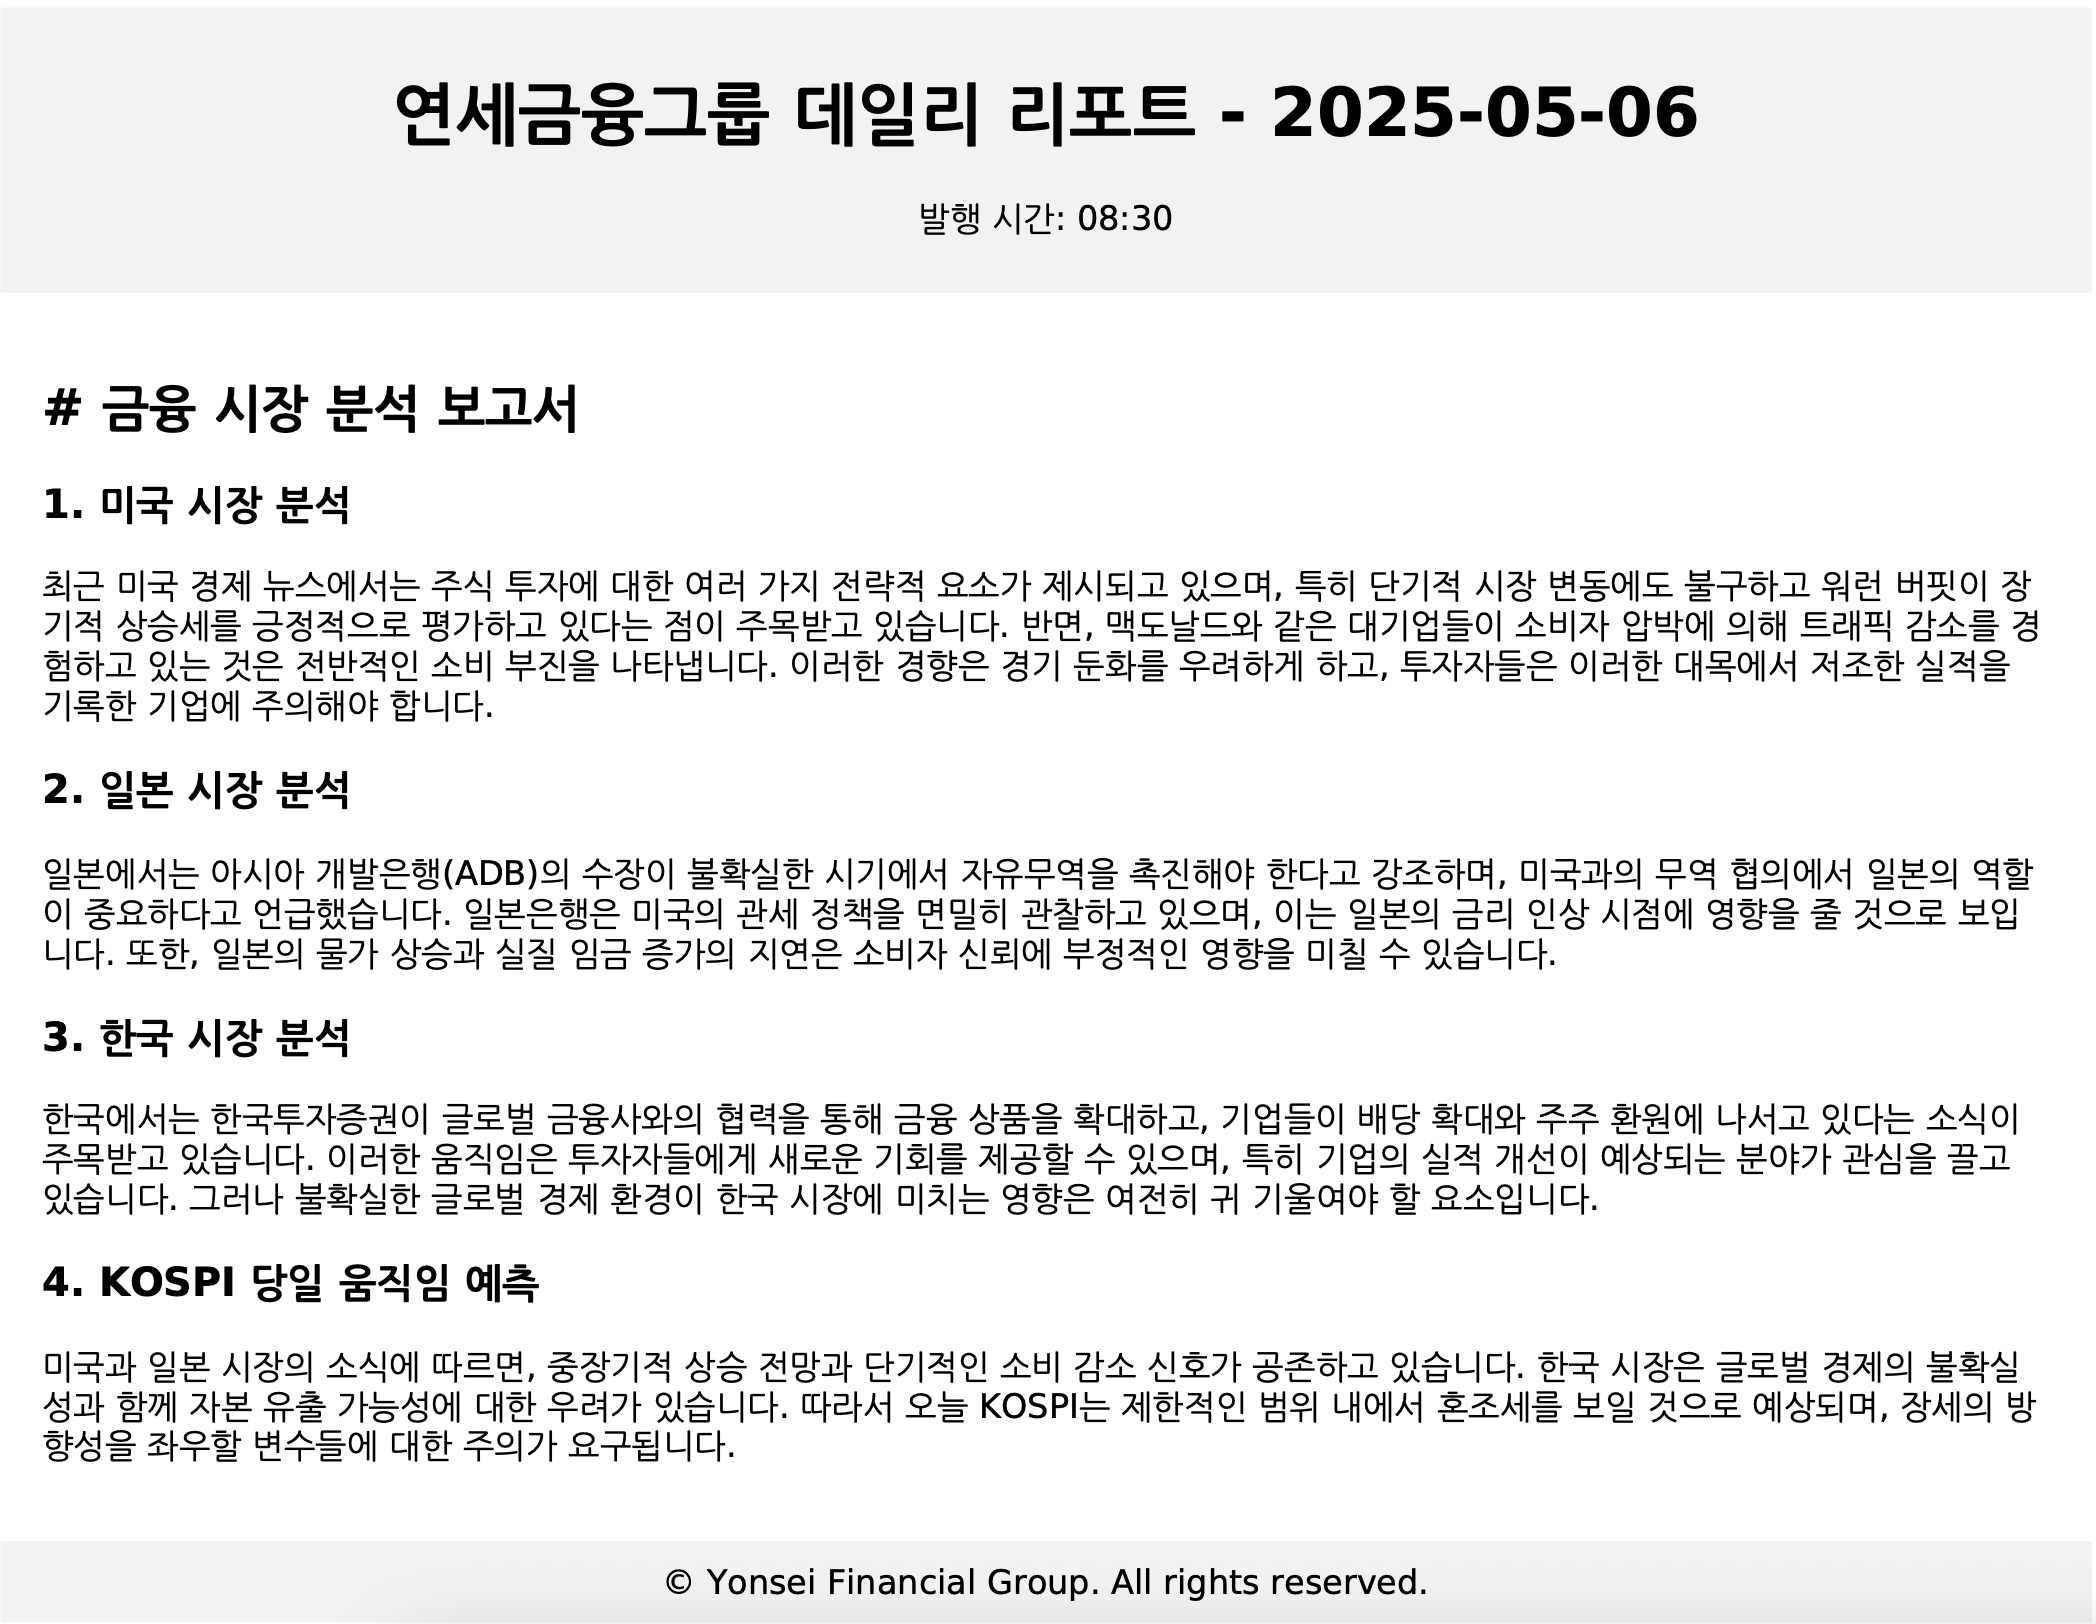 연세금융그룹 데일리 리포트 - 2025-05-06
발행 시간: 08:30
# 금융 시장 분석 보고서
1. 미국 시장 분석
최근 미국 경제 뉴스에서는 주식 투자에 대한 여러 가지 전략적 요소가 제시되고 있으며, 특히 단기적 시장 변동에도 불구하고 워런 버핏이 장
기적 상승세를 긍정적으로 평가하고 있다는 점이 주목받고 있습니다. 반면, 맥도날드와 같은 대기업들이 소비자 압박에 의해 트래픽 감소를 경
험하고 있는 것은 전반적인 소비 부진을 나타냅니다. 이러한 경향은 경기 둔화를 우려하게 하고, 투자자들은 이러한 대목에서 저조한 실적을
기록한 기업에 주의해야 합니다.
2. 일본 시장 분석
일본에서는 아시아 개발은행(ADB)의 수장이 불확실한 시기에서 자유무역을 촉진해야 한다고 강조하며, 미국과의 무역 협의에서 일본의 역할
이 중요하다고 언급했습니다. 일본은행은 미국의 관세 정책을 면밀히 관찰하고 있으며, 이는 일본의 금리 인상 시점에 영향을 줄 것으로 보입
니다. 또한, 일본의 물가 상승과 실질 임금 증가의 지연은 소비자 신뢰에 부정적인 영향을 미칠 수 있습니다.
3. 한국 시장 분석
한국에서는 한국투자증권이 글로벌 금융사와의 협력을 통해 금융 상품을 확대하고, 기업들이 배당 확대와 주주 환원에 나서고 있다는 소식이
주목받고 있습니다. 이러한 움직임은 투자자들에게 새로운 기회를 제공할 수 있으며, 특히 기업의 실적 개선이 예상되는 분야가 관심을 끌고
있습니다. 그러나 불확실한 글로벌 경제 환경이 한국 시장에 미치는 영향은 여전히 귀 기울여야 할 요소입니다.
4. KOSPI 당일 움직임 예측
미국과 일본 시장의 소식에 따르면, 중장기적 상승 전망과 단기적인 소비 감소 신호가 공존하고 있습니다. 한국 시장은 글로벌 경제의 불확실
성과 함께 자본 유출 가능성에 대한 우려가 있습니다. 따라서 오늘 KOSPI는 제한적인 범위 내에서 혼조세를 보일 것으로 예상되며, 장세의 방
향성을 좌우할 변수들에 대한 주의가 요구됩니다.
© Yonsei Financial Group. All rights reserved.